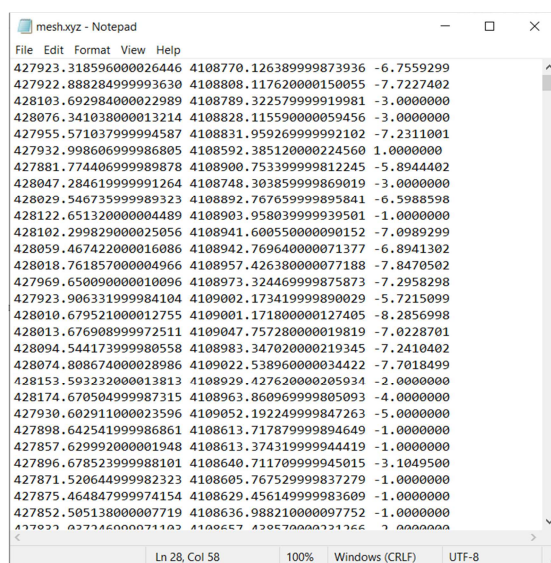 mesh.xyz - Notepad
File Edit Format View Help
427923.318596000026446 4108770.126389999873936 -6.7559299
427922.888284999993630 4108808.117620000150055 -7.7227402
428103.692984000022989 4108789.322579999919981 -3.0000000
428076.341038000013214 4108828.115590000059456 -3.0000000
427955.571037999994587 4108831.959269999992102 -7.2311001
427932.998606999986805 4108592.385120000224560 1.0000000
427881.774406999989878 4108900.753399999812245 -5.8944402
428047.284619999991264 4108748.303859999869019 -3.0000000
428029.546735999989323 4108892.767659999895841 -6.5988598
428122.651320000004489 4108903.958039999939501 -1.0000000
428102.299829000025056 4108941.600550000090152 -7.0989299
428059.467422000016086 4108942.769640000071377 -6.8941302
428018.761857000004966 4108957.426380000077188 -7.8470502
427969.650090000010096 4108973.324469999875873 -7.2958298
427923.906331999984104 4109002.173419999890029 -5.7215099
428010.679521000012755 4109001.171800000127405 -8.2856998
428013.676908999972511 4109047.757280000019819 -7.0228701
428094.544173999980558 4108983.347020000219345 -7.2410402
428074.808674000028986 4109022.538960000034422 -7.7018499
428153.593232000013813 4108929.427620000205934 -2.0000000
428174.670504999987315 4108963.860969999805093 -4.0000000
427930.602911000023596 4109052.192249999847263 -5.0000000
427898.642541999986861 4108613.717879999894649 -1.0000000
427857.629992000001948 4108613.374319999944419 -1.0000000
427896.678523999988101 4108640.711709999945015 -3.1049500
427871.520644999982323 4108605.767529999837279 -1.0000000
427875.464847999974154 4108629.456149999983609 -1.0000000
427852.505138000007719 4108636.988210000097752 -1.0000000
Ln 28, Col 58 100% Windows (CRLF) UTF-8